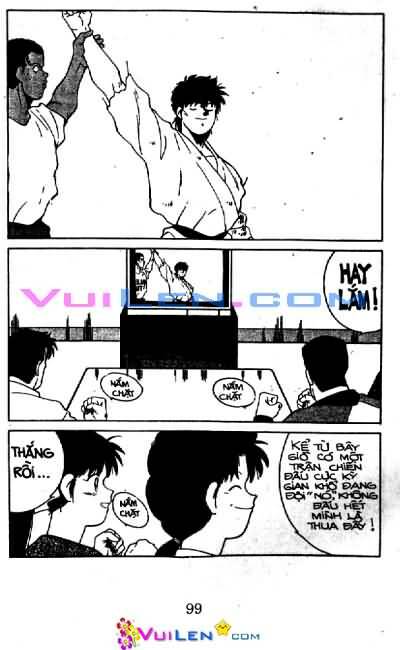 HAY
LẮM!
VUILEN.COM
NẮM
CHẶT
NẮM
CHẶT
THẮNG
RỒI...
NẮM
CHẶT
KỂ TỪ BÂY
GIỜ CÓ MỘT
TRẬN CHIẾN
ĐẤU CỰC KỲ
GIAN KHỔ ĐANG
ĐỢI "NÓ". KHÔNG
ĐẤU HẾT
MÌNH LÀ
THUA ĐẤY!
99
VUILEN.COM